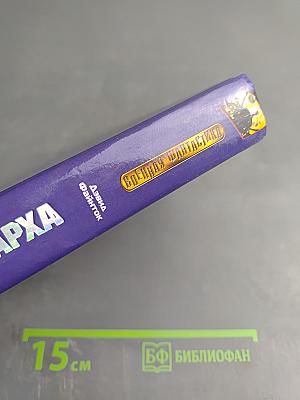 БОЕВАЯ ФАНТАСТИКА
Дэвид
Файнток
АРХА
15 см
БФ БИБЛИОФАН